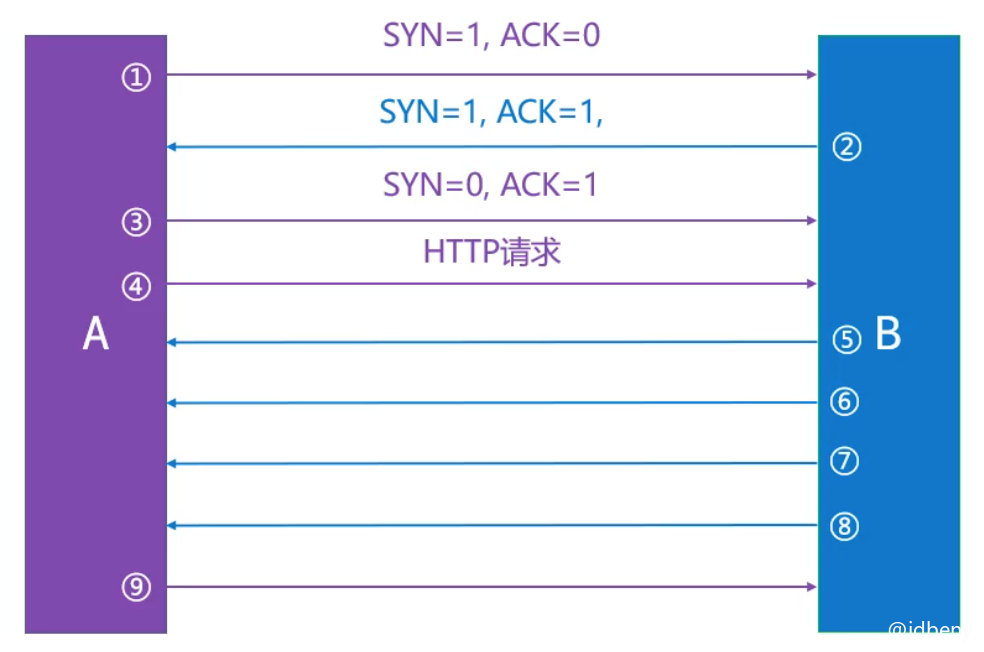 SYN=1, ACK=0
①
SYN=1, ACK=1,
②
SYN=0, ACK=1
③
HTTP请求
④
A
⑤ B
⑥
⑦
⑧
⑨